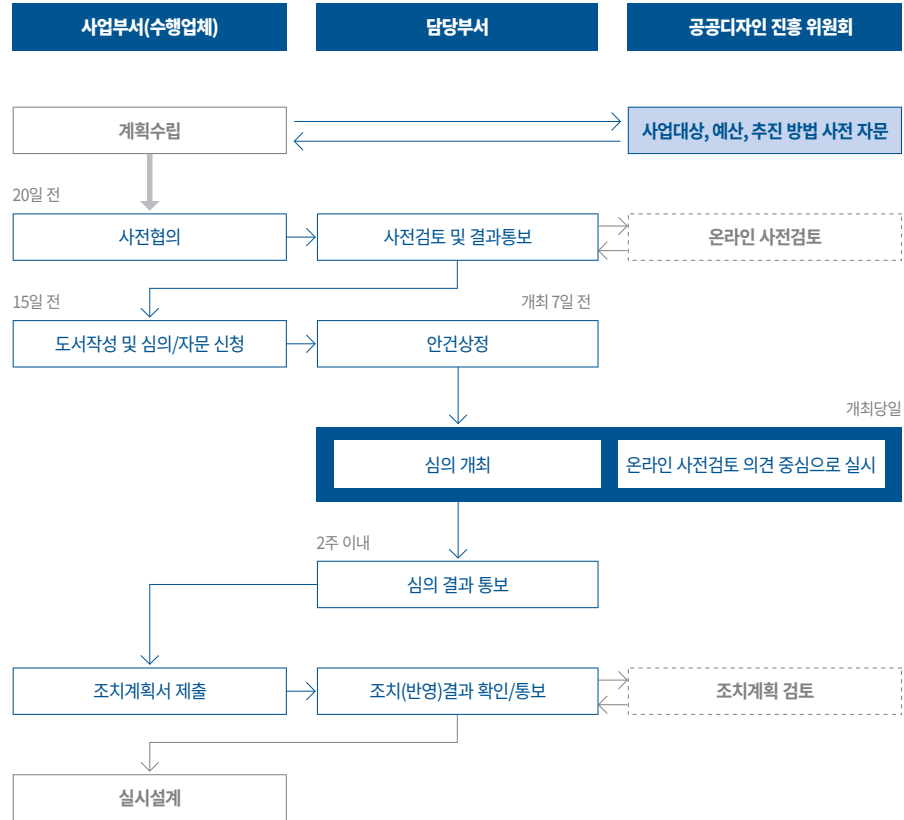 사업부서(수행업체)
담당부서
공공디자인 진흥 위원회
계획수립
사업대상, 예산, 추진 방법 사전 자문
20일 전
사전협의
사전검토 및 결과통보
온라인 사전검토
15일 전
개최 7일 전
도서작성 및 심의/자문 신청
안건상정
개최당일
심의 개최
온라인 사전검토 의견 중심으로 실시
2주 이내
심의 결과 통보
조치계획서 제출
조치(반영)결과 확인/통보
조치계획 검토
실시설계